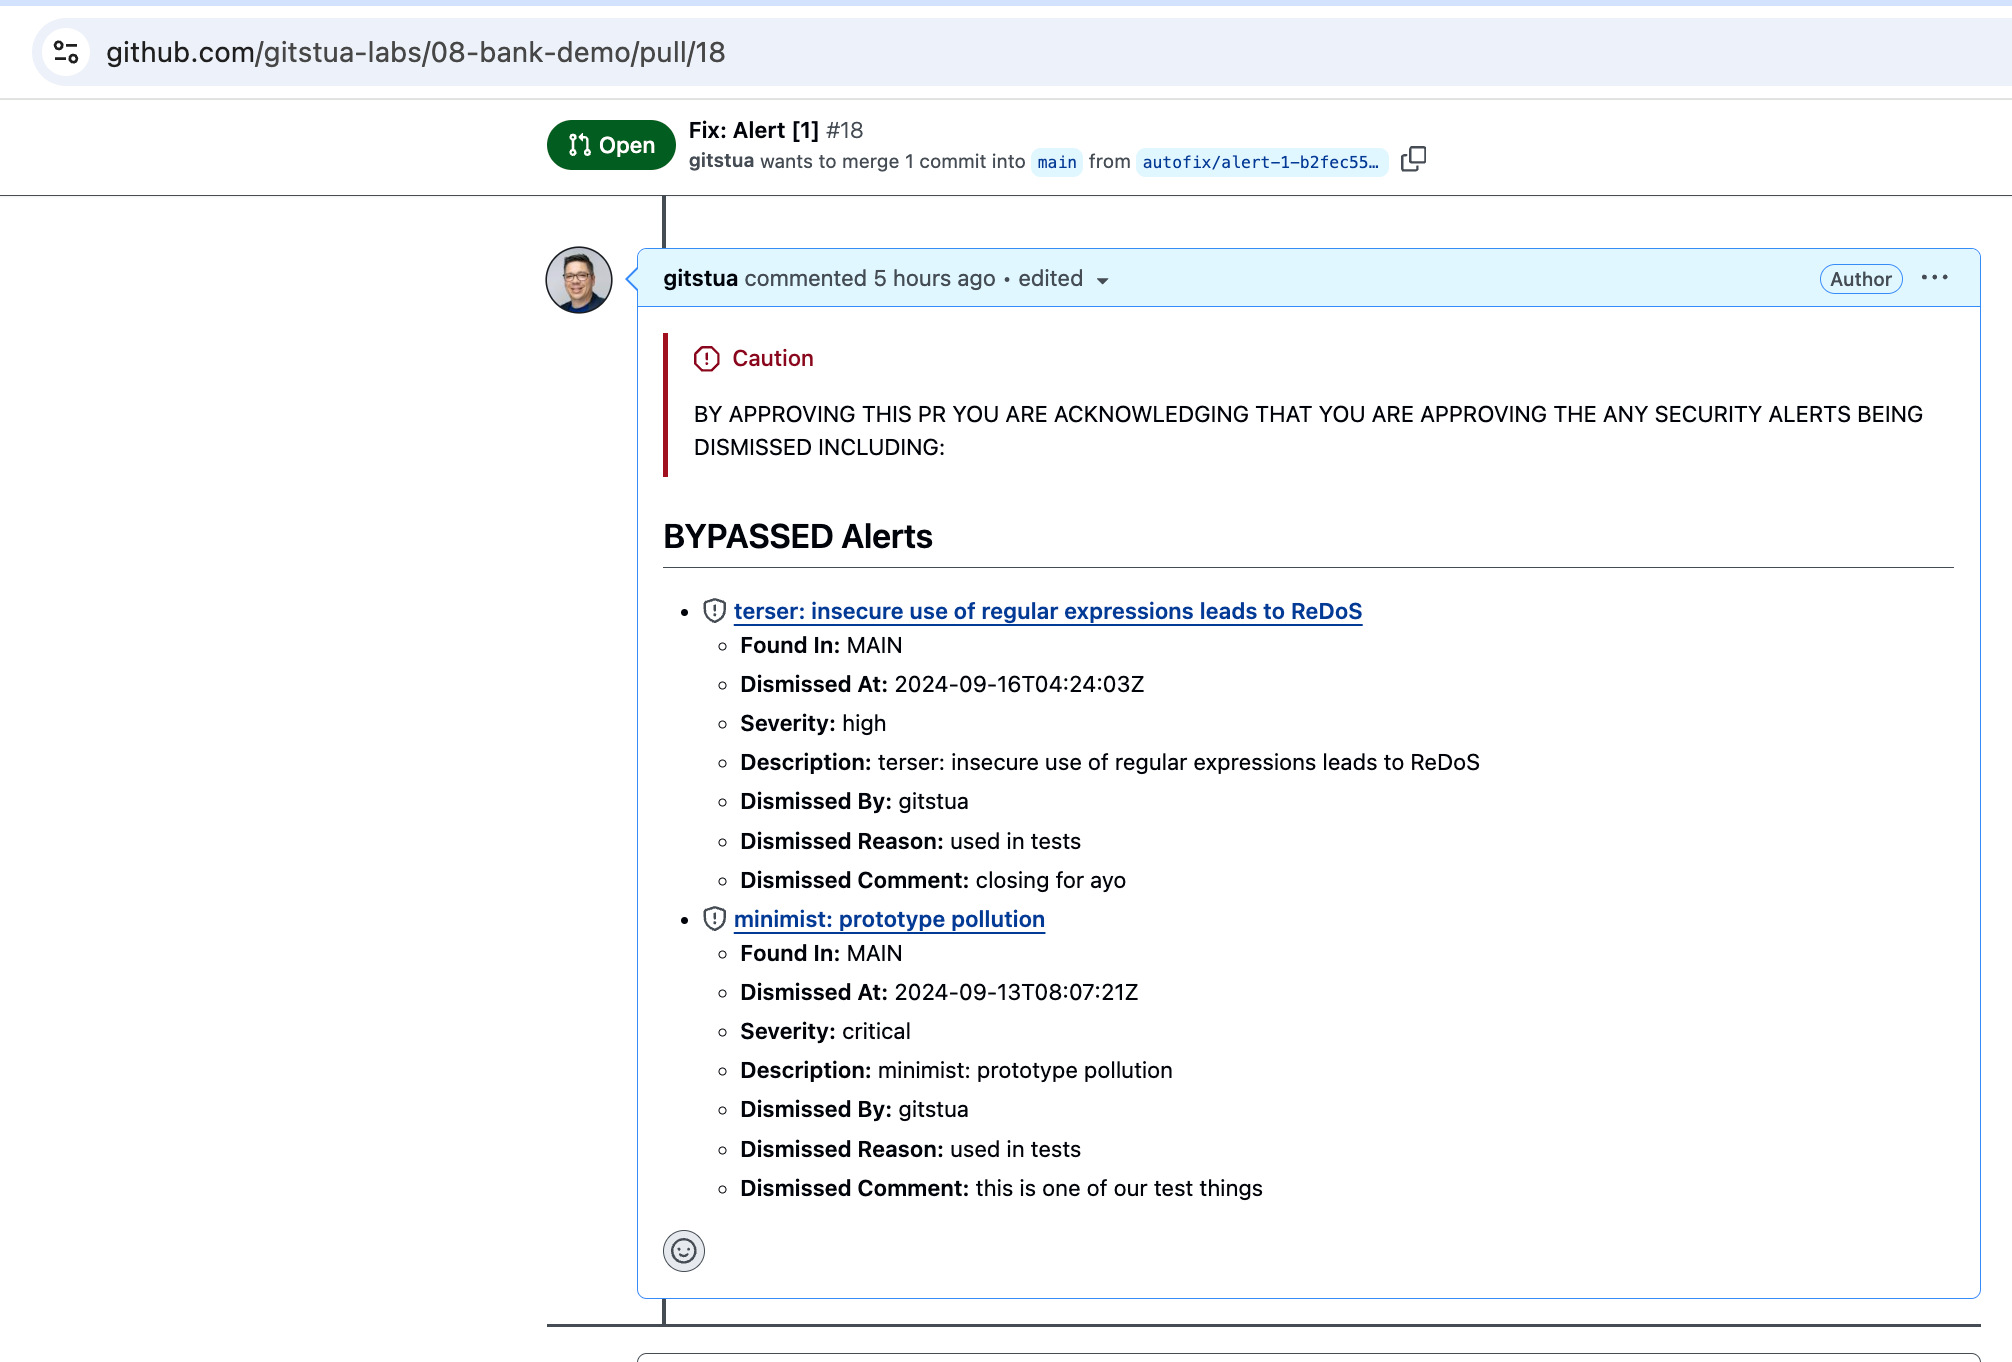 github.com/gitstua-labs/08-bank-demo/pull/18
Open
Fix: Alert [1] #18
gitstua wants to merge 1 commit into main from autofix/alert-1-b2fec55…
gitstua commented 5 hours ago • edited
Author
Caution
BY APPROVING THIS PR YOU ARE ACKNOWLEDGING THAT YOU ARE APPROVING THE ANY SECURITY ALERTS BEING
DISMISSED INCLUDING:
BYPASSED Alerts
terser: insecure use of regular expressions leads to ReDoS
Found In: MAIN
Dismissed At: 2024-09-16T04:24:03Z
Severity: high
Description: terser: insecure use of regular expressions leads to ReDoS
Dismissed By: gitstua
Dismissed Reason: used in tests
Dismissed Comment: closing for ayo
minimist: prototype pollution
Found In: MAIN
Dismissed At: 2024-09-13T08:07:21Z
Severity: critical
Description: minimist: prototype pollution
Dismissed By: gitstua
Dismissed Reason: used in tests
Dismissed Comment: this is one of our test things